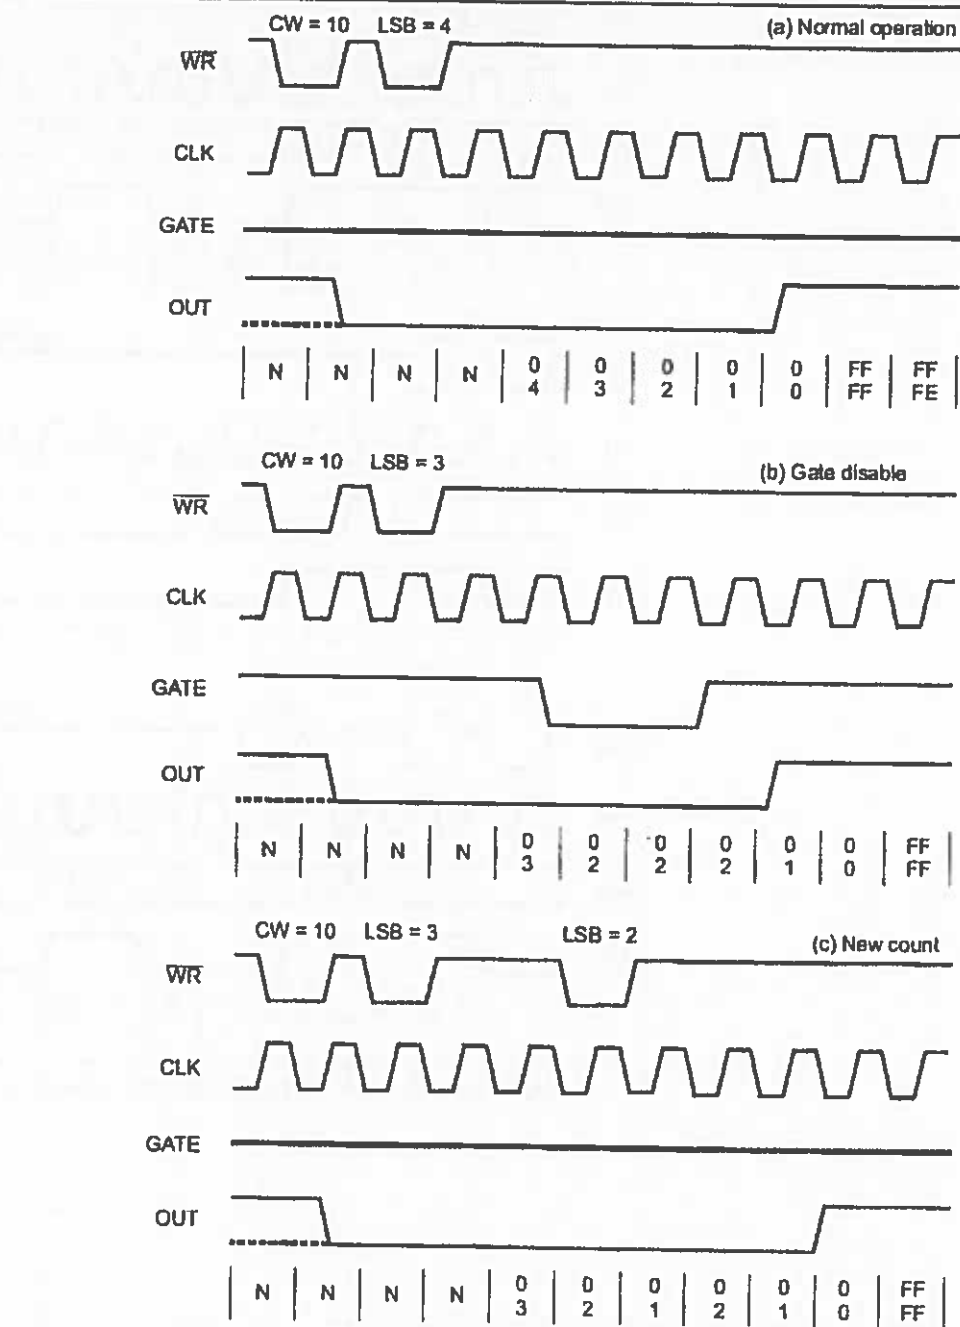 CW = 10 LSB = 4 (a) Normal operation
WR
CLK
GATE
OUT
N N N N 0 0 0 0 0 FF FF
4 3 2 1 0 FF FE
CW = 10 LSB = 3 (b) Gate disable
WR
CLK
GATE
OUT
N N N N 0 0 0 0 0 0 FF
3 2 2 2 1 0 FF
CW = 10 LSB = 3 LSB = 2 (c) New count
WR
CLK
GATE
OUT
N N N N 0 0 0 0 0 0 FF
3 2 1 2 1 0 FF